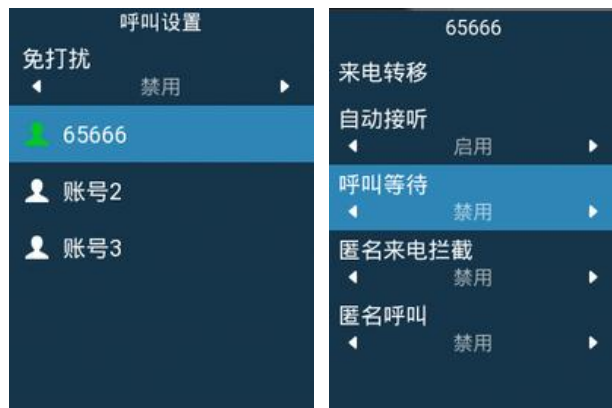 呼叫设置
免打扰
禁用
65666
账号2
账号3
65666
来电转移
自动接听
启用
呼叫等待
禁用
匿名来电拦截
禁用
匿名呼叫
禁用